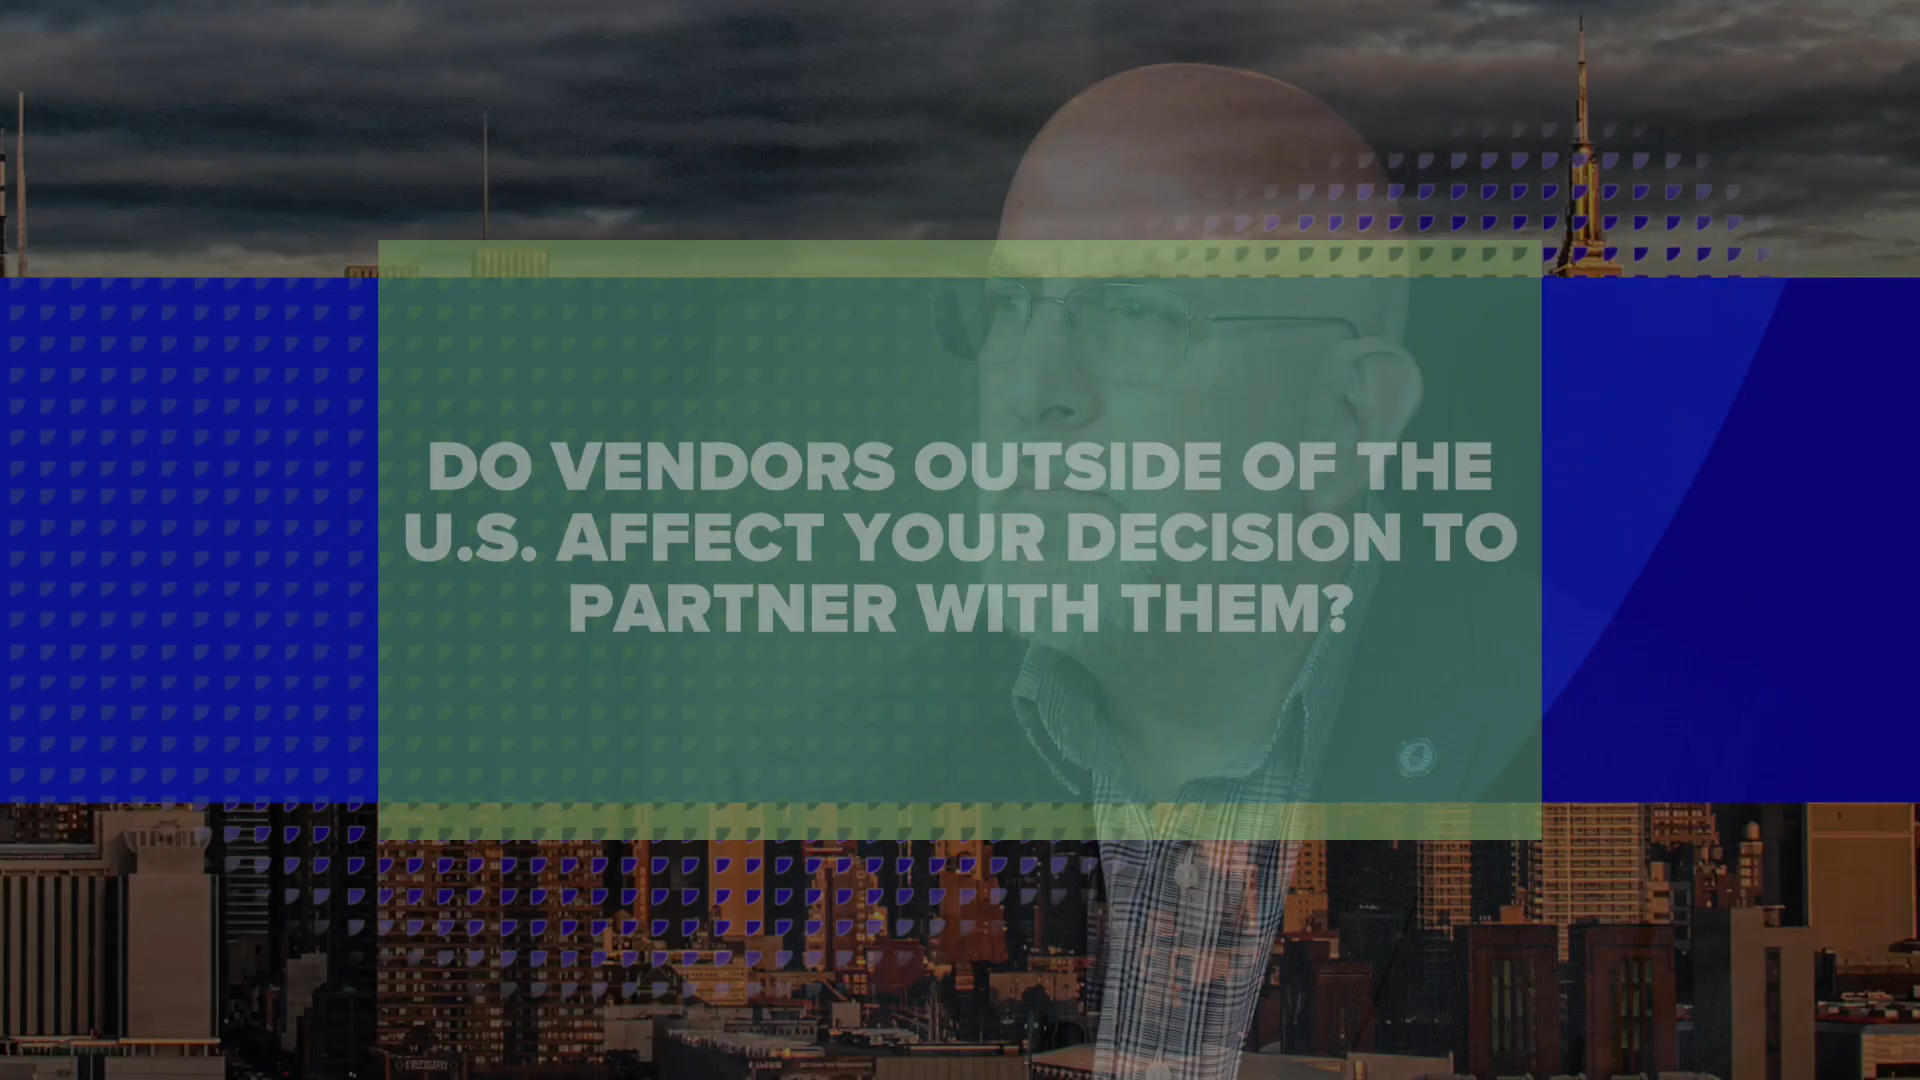 DO VENDORS OUTSIDE OF THE
U.S. AFFECT YOUR DECISION TO
PARTNER WITH THEM?